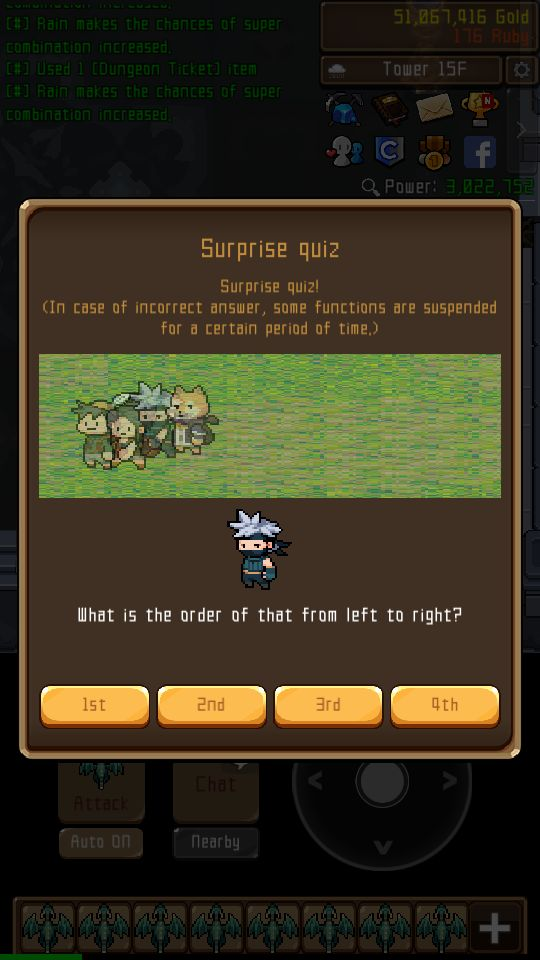 combination increased.
[#] Rain makes the chances of super
combination increased.
[#] Used 1 [Dungeon Ticket] item
[#] Rain makes the chances of super
combination increased.
51,067,416 Gold
176 Ruby
Tower 15F
Power: 3,022,752
Surprise quiz
Surprise quiz!
(In case of incorrect answer, some functions are suspended
for a certain period of time.)
What is the order of that from left to right?
1st
2nd
3rd
4th
Attack
Chat
Auto ON
Nearby